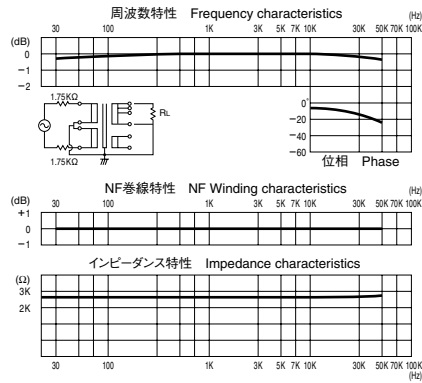 周波数特性 Frequency characteristics
(Hz)
30 100 1K 3K 5K 7K 10K 30K 50K 70K 100K
(dB)
0
−1
−2
1.75KΩ
RL
1.75KΩ
0°
−20
−40
−60
位相 Phase
NF巻線特性 NF Winding characteristics
(Hz)
(dB)
30 100 1K 3K 5K 7K 10K 30K 50K 70K 100K
+1
0
−1
インピーダンス特性 Impedance characteristics
(Ω)
3K
2K
30 100 1K 3K 5K 7K 10K 30K 50K 70K 100K
(Hz)